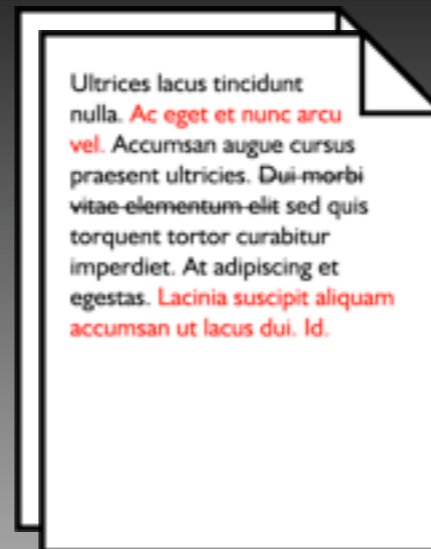 Ultrices lacus tincidunt
nulla. Ac eget et nunc arcu
vel. Accumsan augue cursus
praesent ultricies. Dui morbi
vitae elementum elit sed quis
torquent tortor curabitur
imperdiet. At adipiscing et
egestas. Lacinia suscipit aliquam
accumsan ut lacus dui. Id.